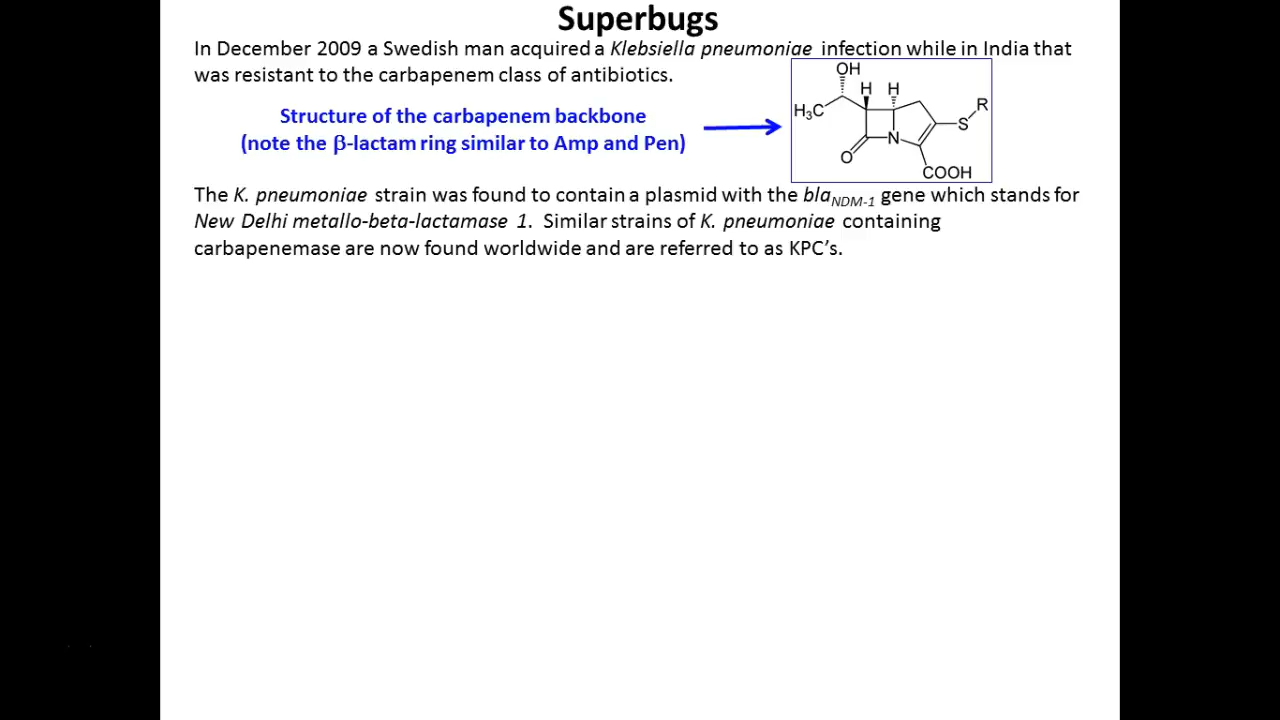 Superbugs
In December 2009 a Swedish man acquired a Klebsiella pneumoniae infection while in India that
was resistant to the carbapenem class of antibiotics.
Structure of the carbapenem backbone
(note the β-lactam ring similar to Amp and Pen)
OH
H H
H₃C
R
S
N
O
COOH
The K. pneumoniae strain was found to contain a plasmid with the bla NDM-1 gene which stands for
New Delhi metallo-beta-lactamase 1. Similar strains of K. pneumoniae containing
carbapenemase are now found worldwide and are referred to as KPC’s.